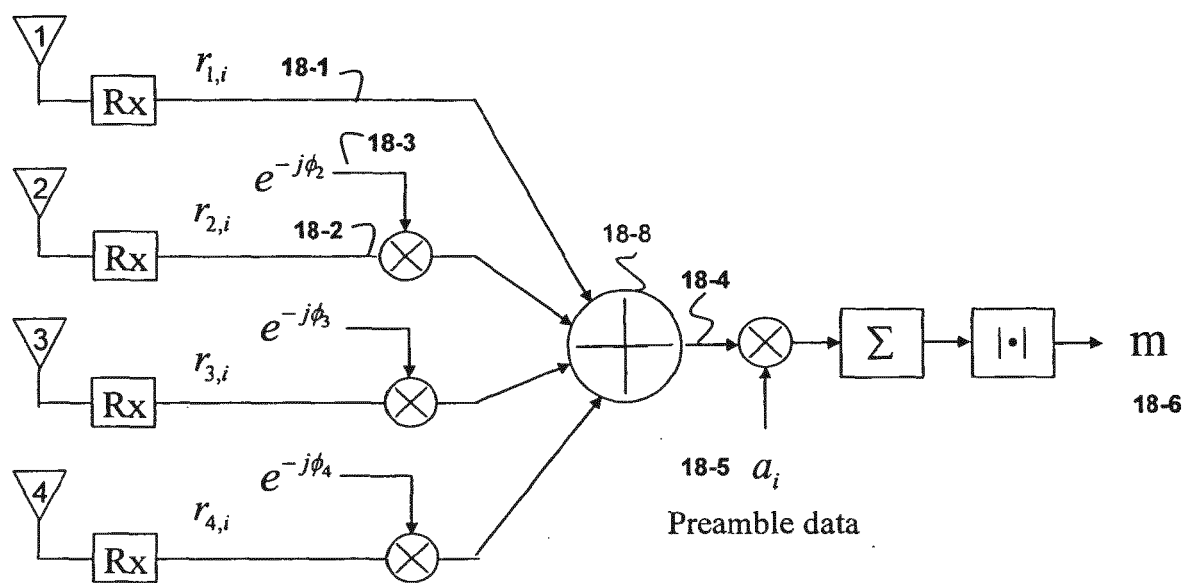 1
Rx
r1,i
18-1
2
Rx
r2,i
18-2
e^-jϕ2
18-3
3
Rx
r3,i
e^-jϕ3
4
Rx
r4,i
e^-jϕ4
18-8
18-4
Σ
|•|
m
18-6
18-5 ai
Preamble data